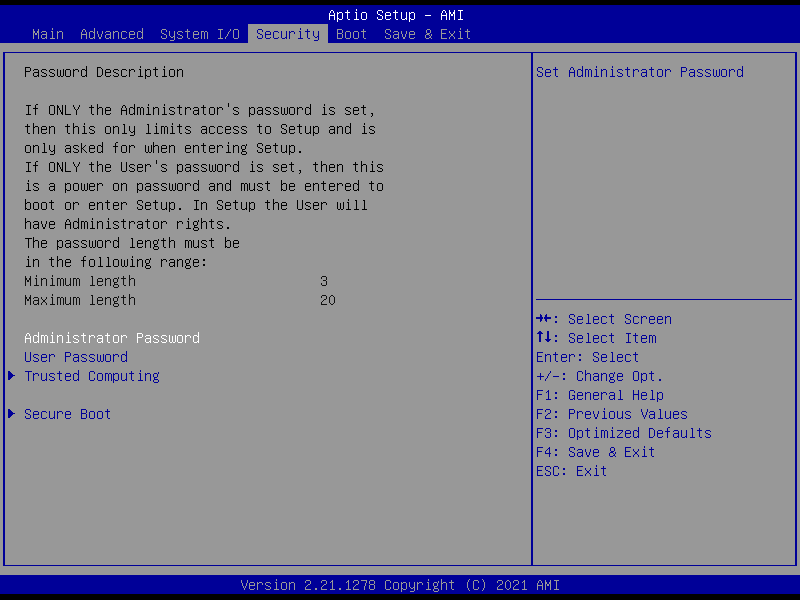 Aptio Setup – AMI
Main Advanced System I/O Security Boot Save & Exit
Password Description
If ONLY the Administrator's password is set,
then this only limits access to Setup and is
only asked for when entering Setup.
If ONLY the User's password is set, then this
is a power on password and must be entered to
boot or enter Setup. In Setup the User will
have Administrator rights.
The password length must be
in the following range:
Minimum length 3
Maximum length 20
Administrator Password
User Password
Trusted Computing
Secure Boot
Set Administrator Password
→←: Select Screen
↑↓: Select Item
Enter: Select
+/-: Change Opt.
F1: General Help
F2: Previous Values
F3: Optimized Defaults
F4: Save & Exit
ESC: Exit
Version 2.21.1278 Copyright (C) 2021 AMI